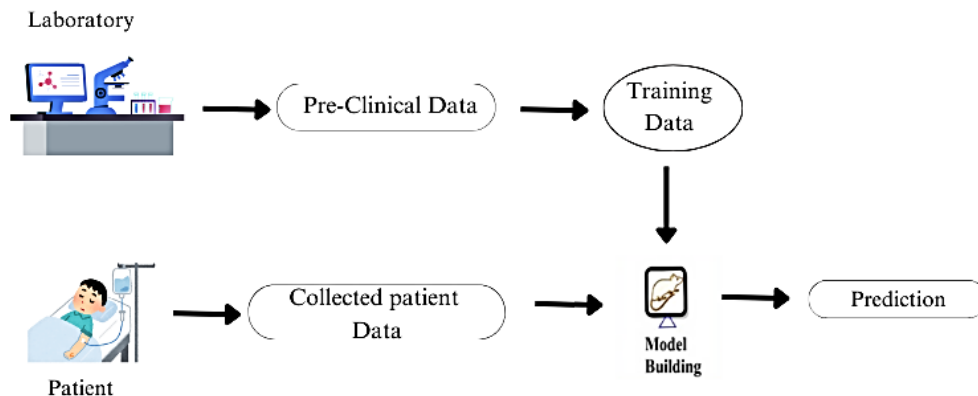 Laboratory
Pre-Clinical Data
Training
Data
Collected patient
Data
Model
Building
Prediction
Patient